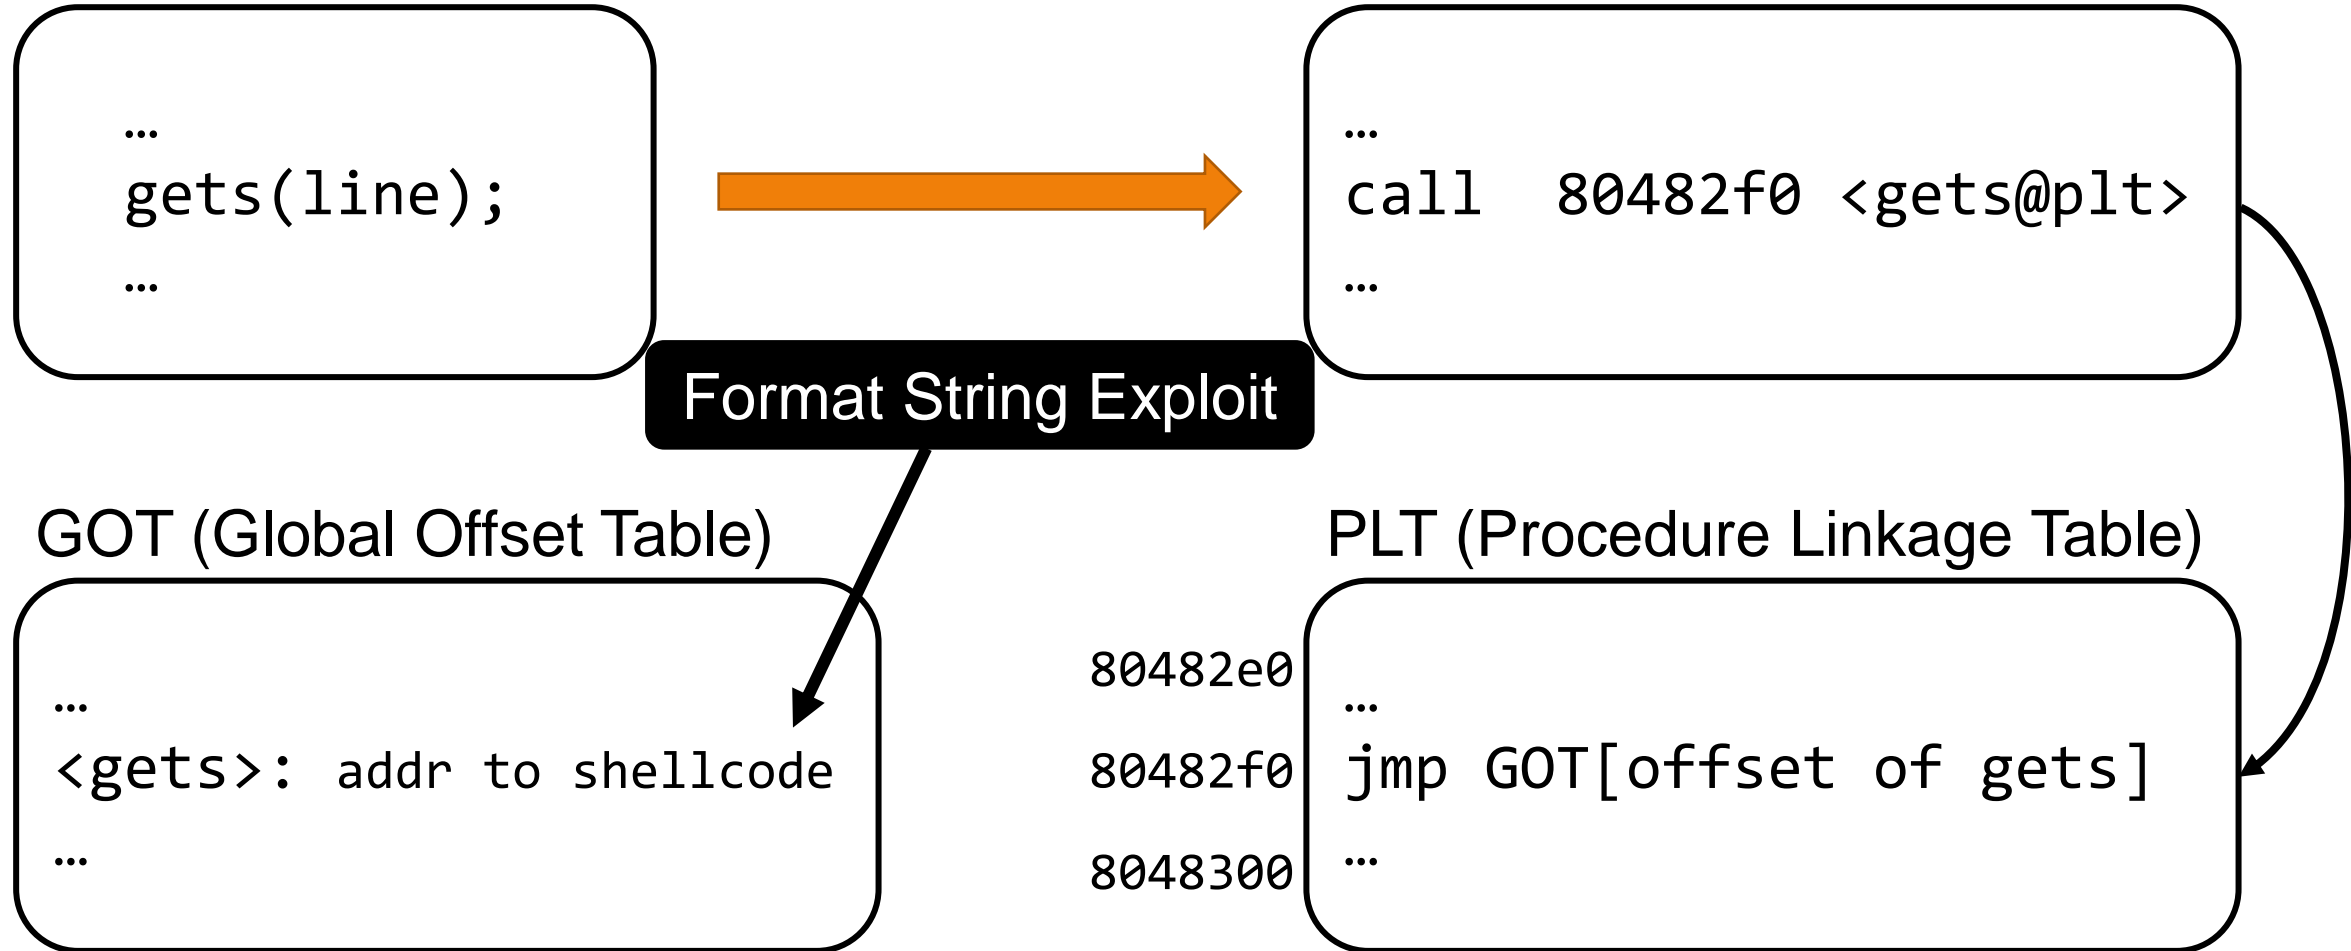 …
gets(line);
…
…
call 80482f0 <gets@plt>
…
Format String Exploit
GOT (Global Offset Table)
…
<gets>: addr to shellcode
…
PLT (Procedure Linkage Table)
80482e0
…
80482f0 jmp GOT[offset of gets]
…
8048300